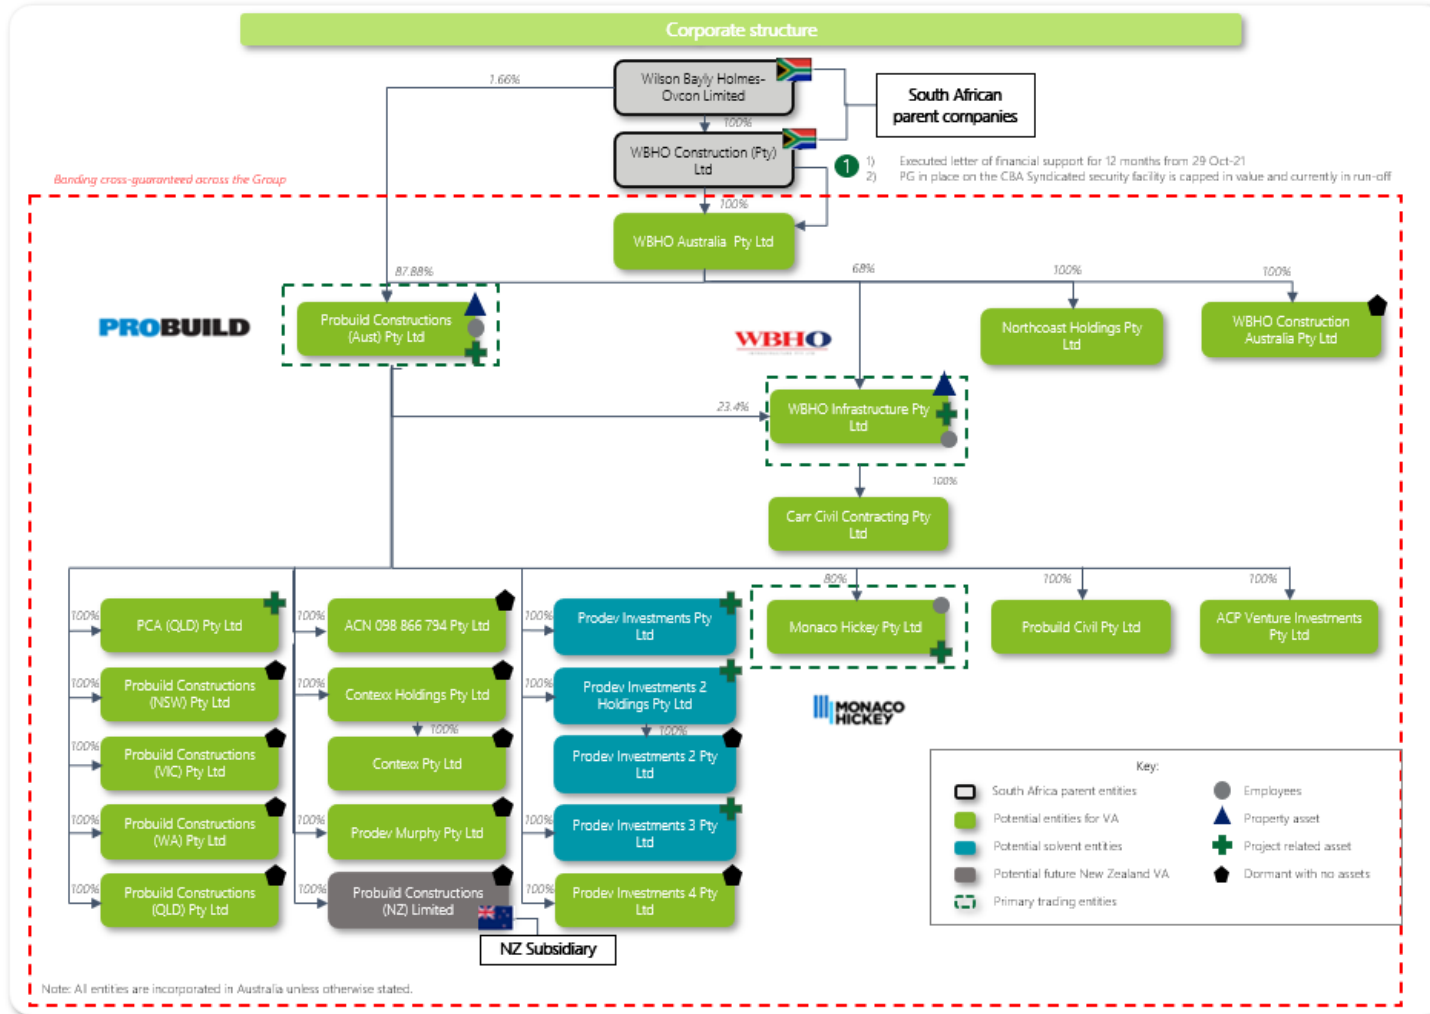 Corporate structure
1.66%
Wilson Bayly Holmes-
Ovcon Limited
South African
parent companies
100%
WBHO Construction (Pty)
Ltd
1
1) Executed letter of financial support for 12 months from 29 Oct-21
2) PG in place on the CBA Syndicated security facility is capped in value and currently in run-off
Bonding cross-guaranteed across the Group
100%
WBHO Australia Pty Ltd
87.88%
68%
100%
100%
PROBUILD
Probuild Constructions
(Aust) Pty Ltd
WBHO
Northcoast Holdings Pty
Ltd
WBHO Construction
Australia Pty Ltd
23.4%
WBHO Infrastructure Pty
Ltd
100%
Carr Civil Contracting Pty
Ltd
80%
100%
100%
100%
PCA (QLD) Pty Ltd
100%
ACN 098 866 794 Pty Ltd
100%
Prodev Investments Pty
Ltd
Monaco Hickey Pty Ltd
Probuild Civil Pty Ltd
ACP Venture Investments
Pty Ltd
100%
Probuild Constructions
(NSW) Pty Ltd
100%
Contexx Holdings Pty Ltd
100%
Prodev Investments 2
Holdings Pty Ltd
MONACO
HICKEY
100%
100%
100%
Probuild Constructions
(VIC) Pty Ltd
Contexx Pty Ltd
Prodev Investments 2 Pty
Ltd
100%
Probuild Constructions
(WA) Pty Ltd
100%
Prodev Murphy Pty Ltd
100%
Prodev Investments 3 Pty
Ltd
100%
Probuild Constructions
(QLD) Pty Ltd
100%
Probuild Constructions
(NZ) Limited
100%
Prodev Investments 4 Pty
Ltd
NZ Subsidiary
Key:
South Africa parent entities
Employees
Potential entities for VA
Property asset
Potential solvent entities
Project related asset
Potential future New Zealand VA
Dormant with no assets
Primary trading entities
Note: All entities are incorporated in Australia unless otherwise stated.